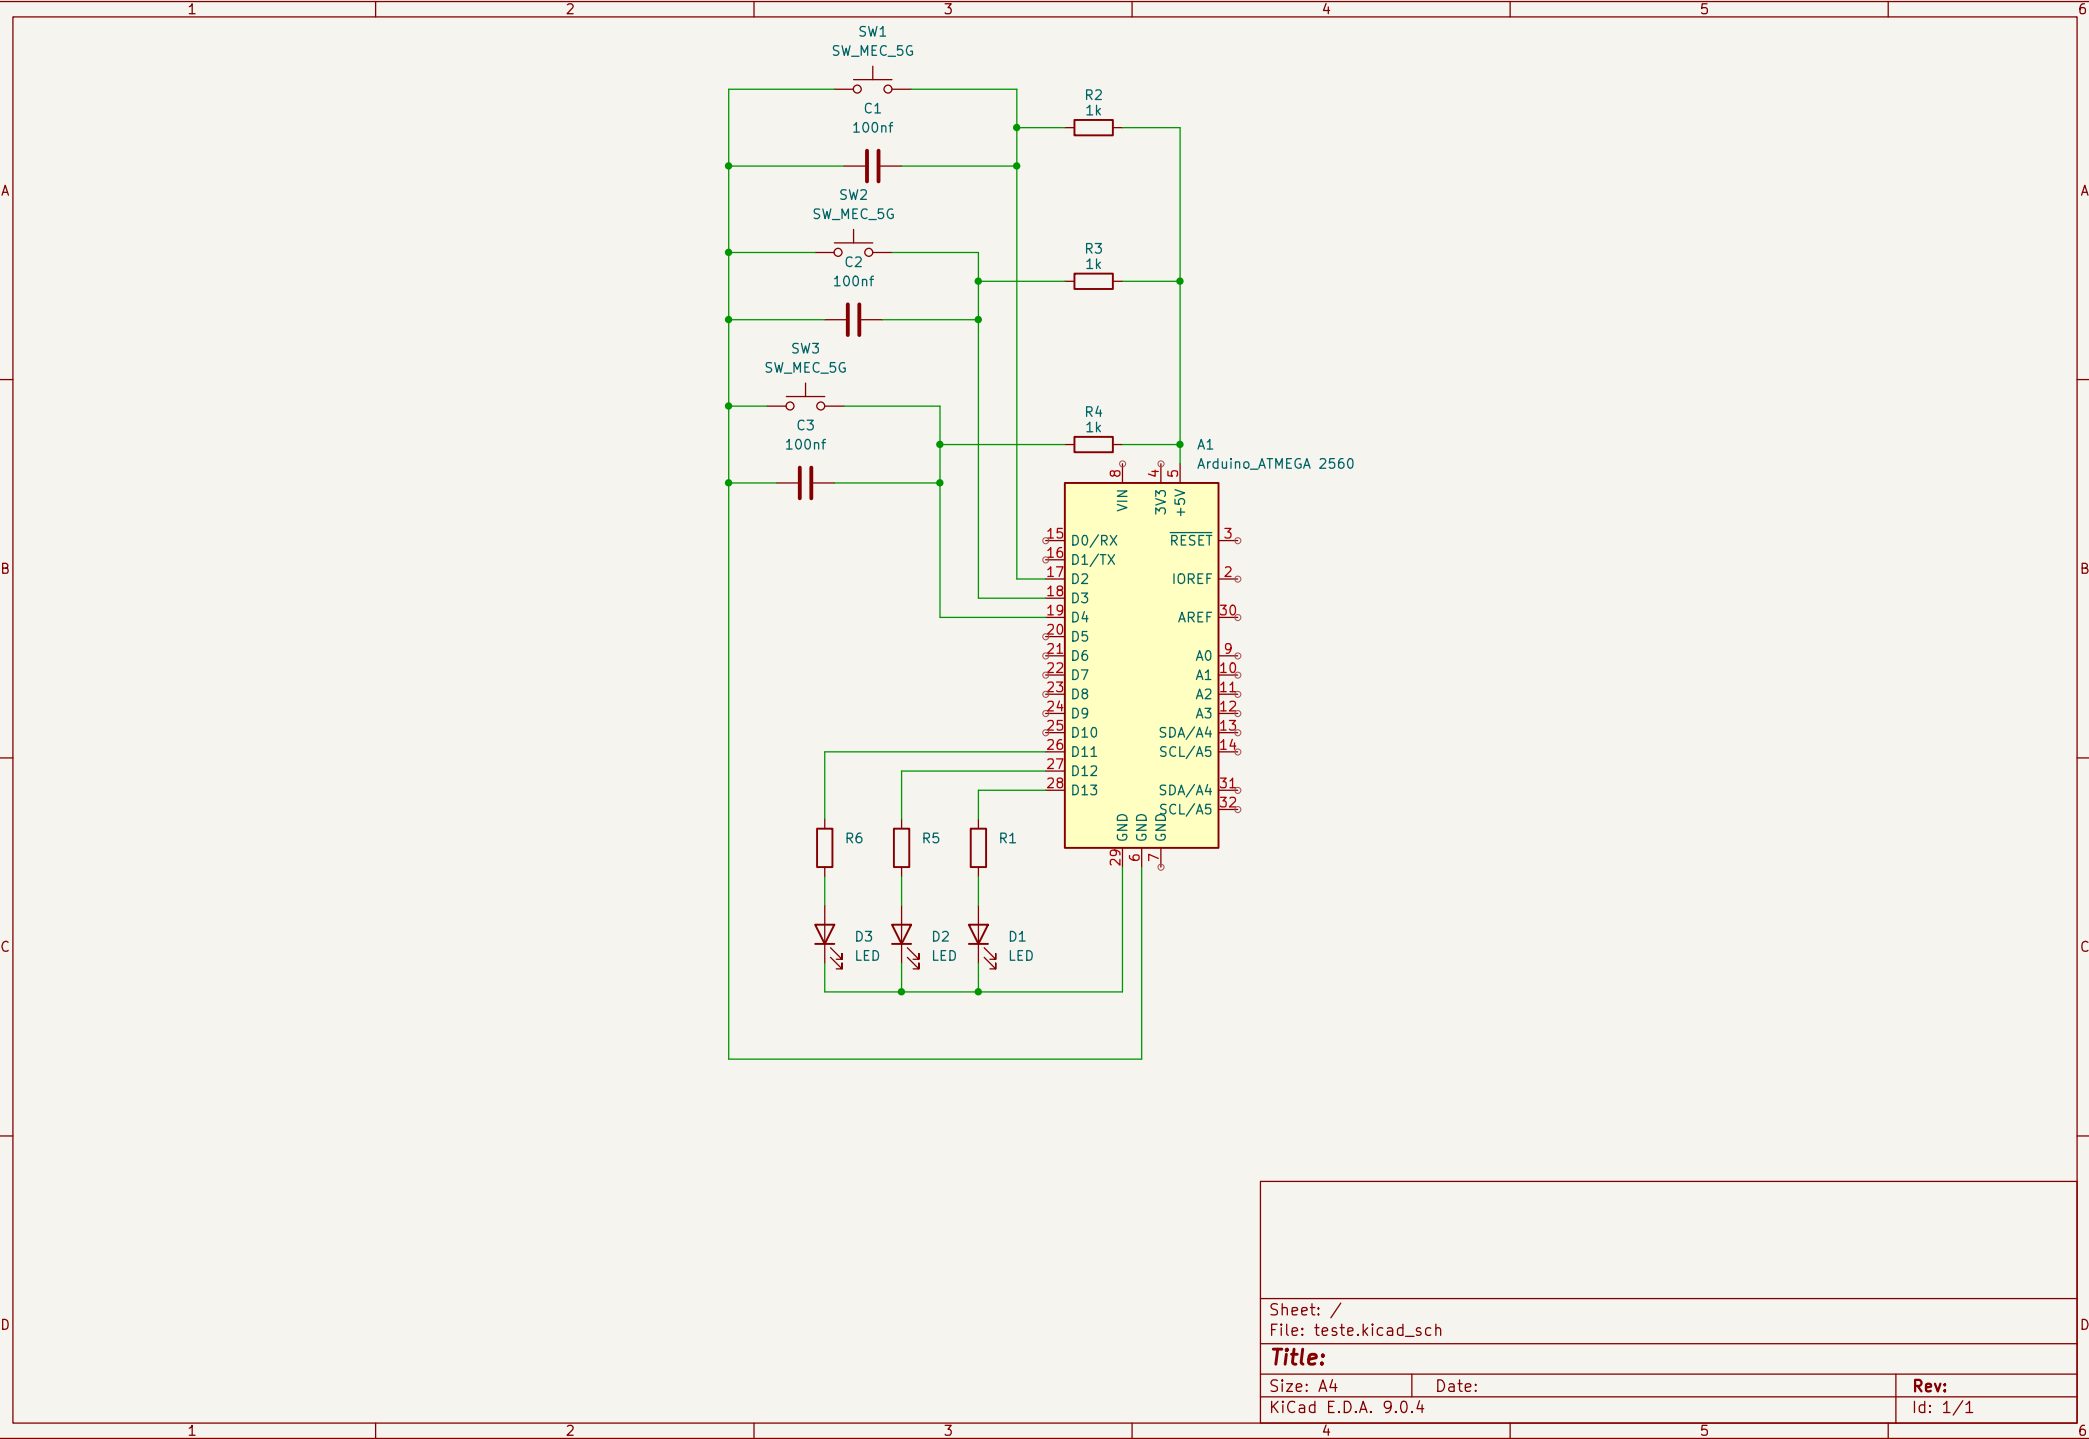 1 2 3 4 5 6
SW1
SW_MEC_5G
C1
100nf
R2
1k
A A
SW2
SW_MEC_5G
C2
100nf
R3
1k
SW3
SW_MEC_5G
C3
100nf
R4
1k
A1
Arduino_ATMEGA 2560
8 4 5
VIN 3V3 +5V
15 D0/RX RESET 3
16 D1/TX
B B
17 D2 IOREF 2
18 D3
19 D4 AREF 30
20 D5
21 D6 A0 9
22 D7 A1 10
23 D8 A2 11
24 D9 A3 12
25 D10 SDA/A4 13
26 D11 SCL/A5 14
27 D12
28 D13 SDA/A4 31
SCL/A5 32
GND GND GND
29 6 7
R6 R5 R1
D3 D2 D1
LED LED LED
C C
Sheet: /
File: teste.kicad_sch
D D
Title:
Size: A4 Date: Rev:
KiCad E.D.A. 9.0.4 Id: 1/1
1 2 3 4 5 6